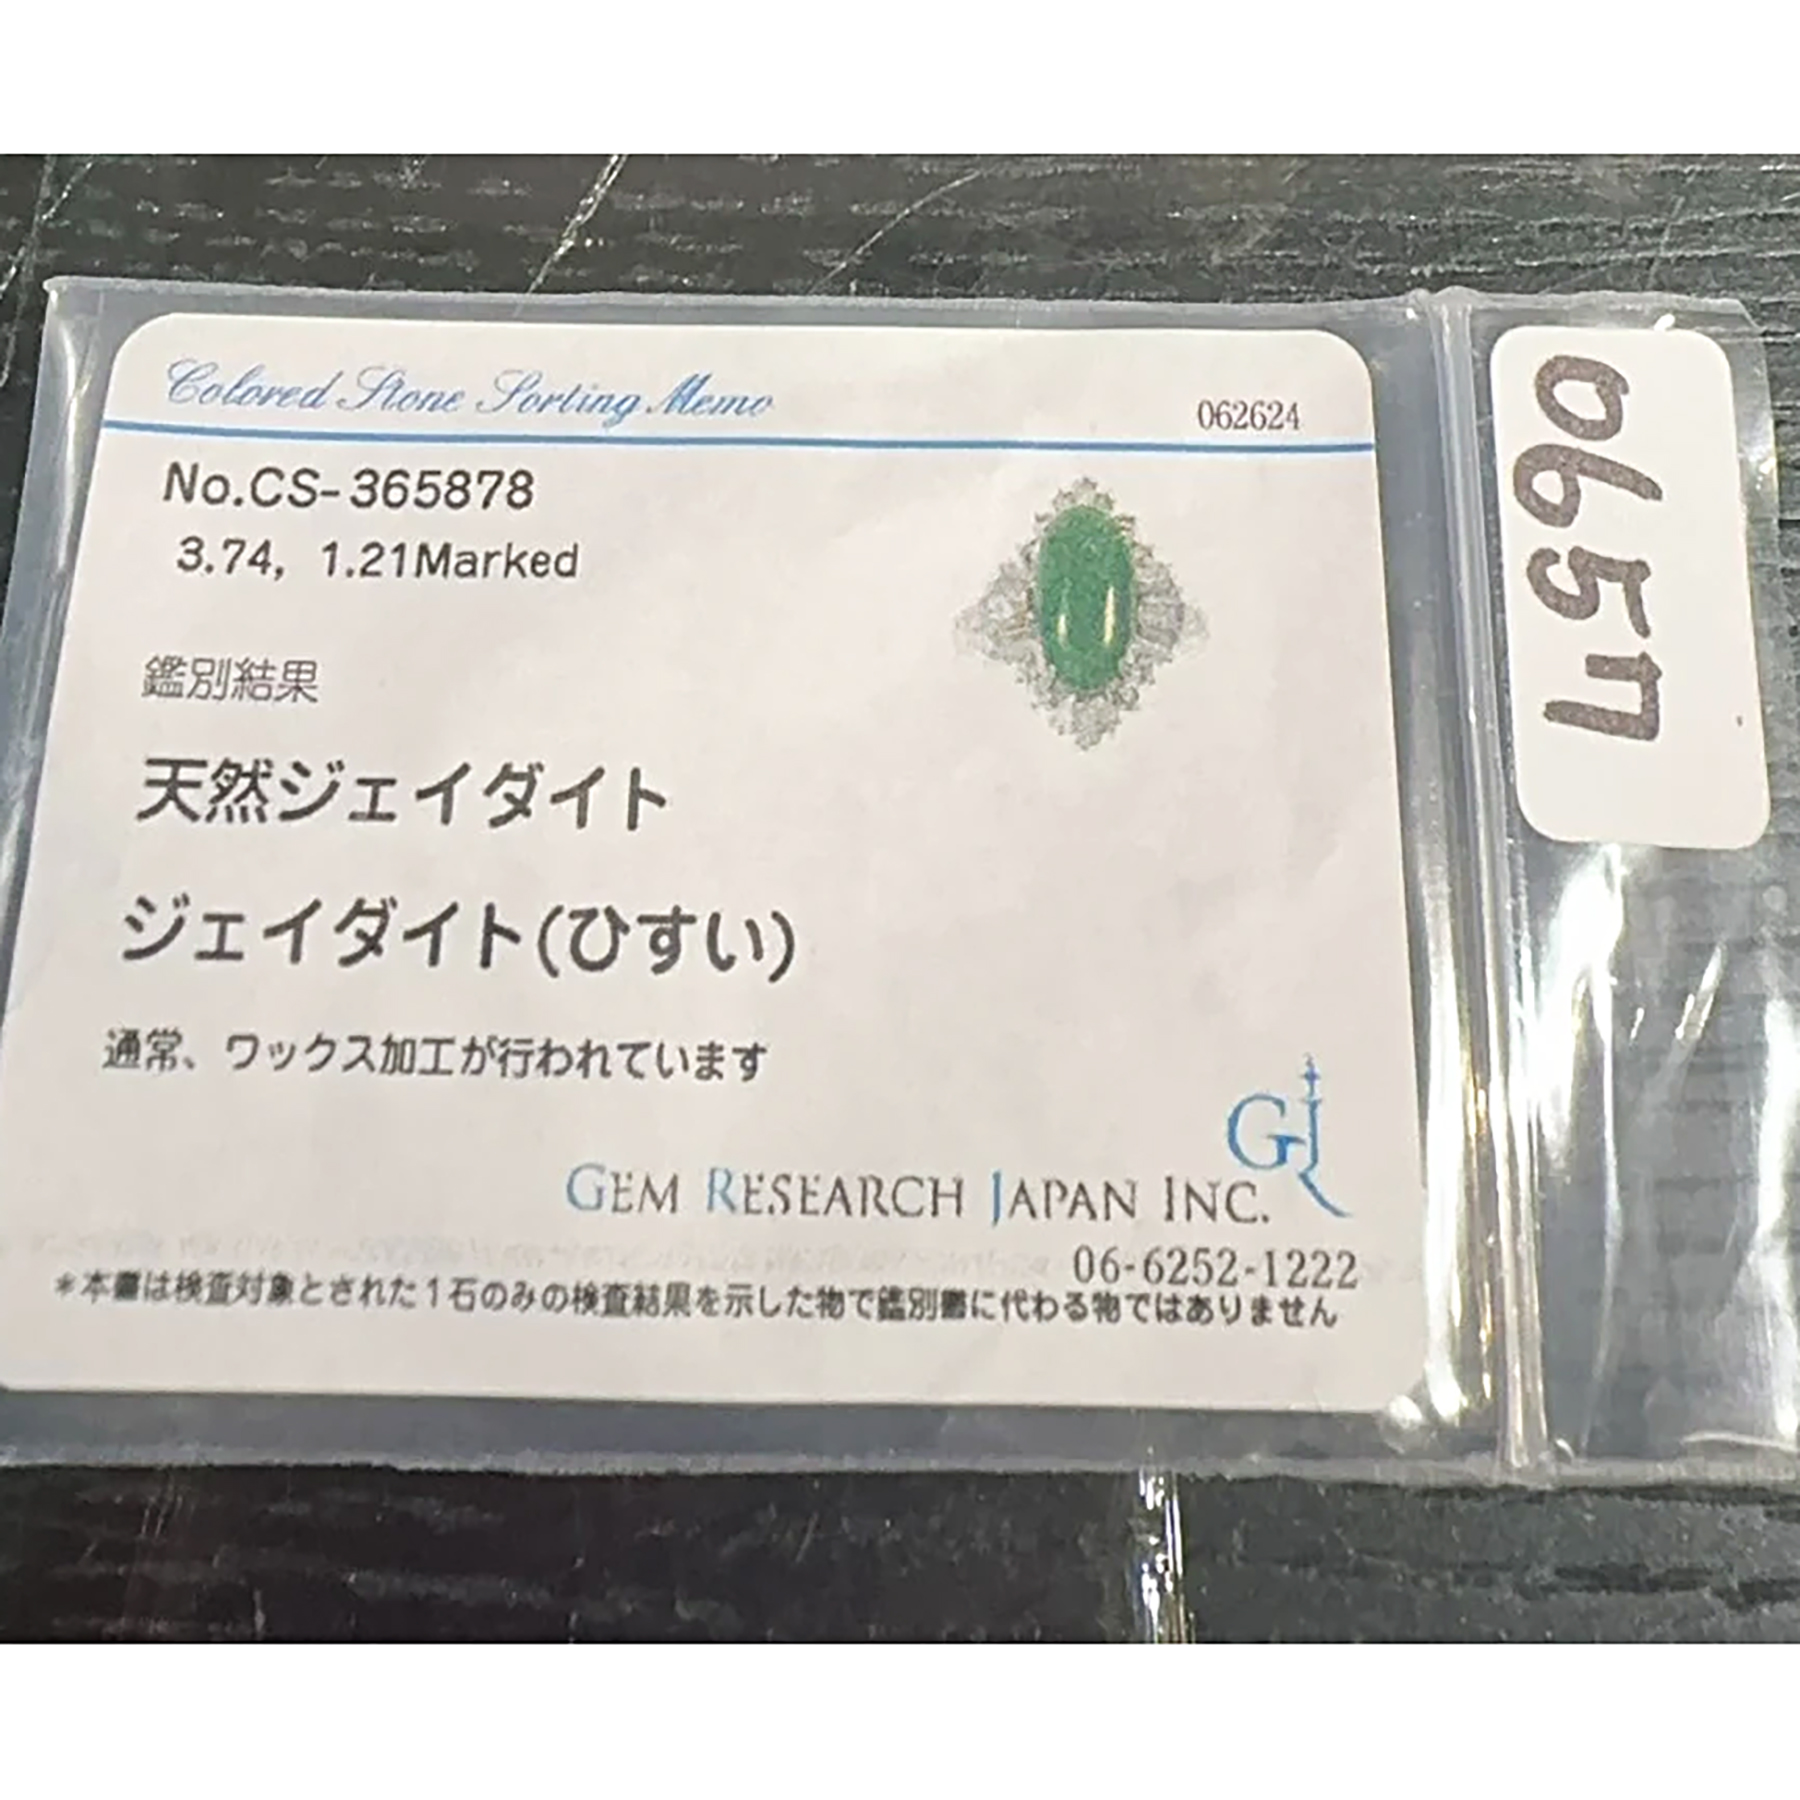 Colored Stone Sorting Memo
062624
No.CS-365878
3.74, 1.21Marked
鑑別結果
天然ジェイダイト
ジェイダイト(ひすい)
通常、ワックス加工が行われています
GEM RESEARCH JAPAN INC.
06-6252-1222
*本書は検査対象とされた1石のみの検査結果を示した物で鑑別書に代わる物ではありません
0657